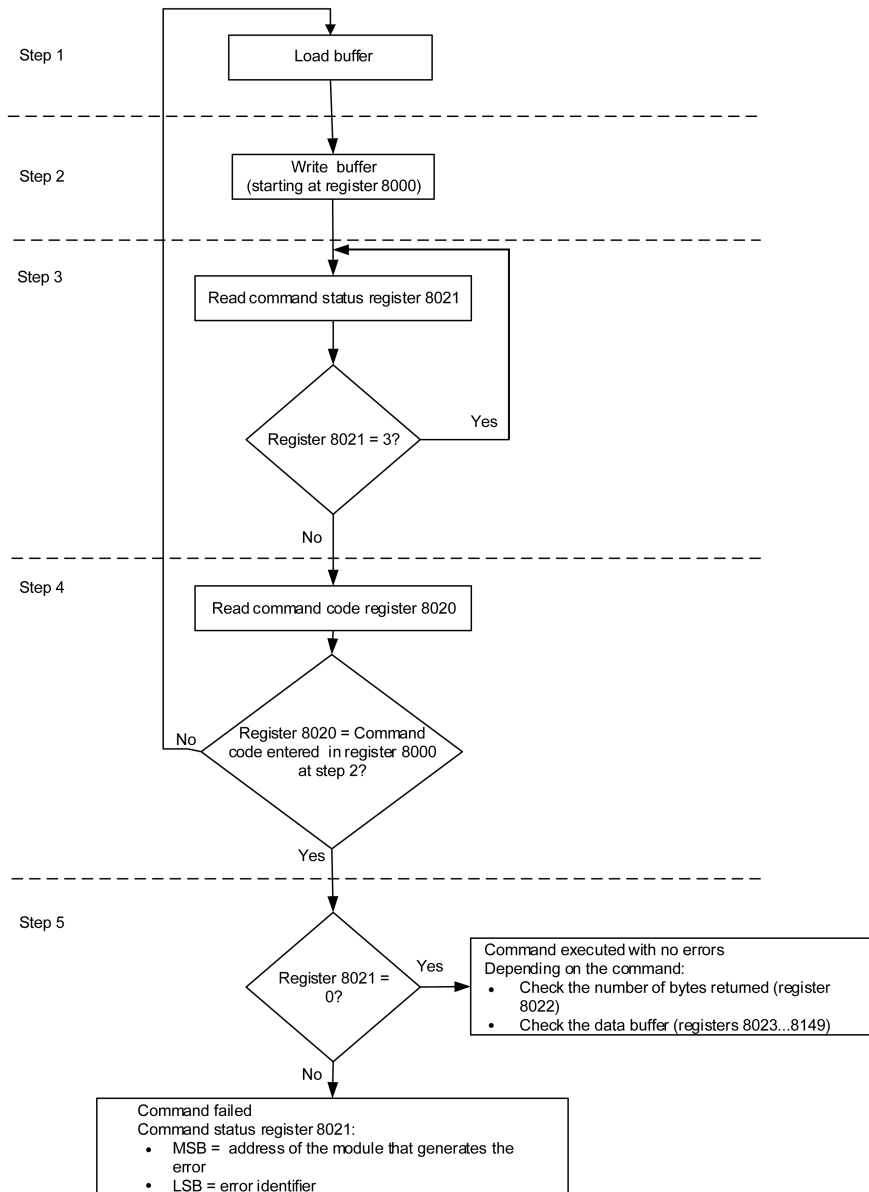 Step 1
Load buffer
Step 2
Write buffer
(starting at register 8000)
Step 3
Read command status register 8021
Register 8021 = 3?
Yes
No
Step 4
Read command code register 8020
Register 8020 = Command
code entered in register 8000
at step 2?
No
Yes
Step 5
Register 8021 =
0?
Yes
Command executed with no errors
Depending on the command:
• Check the number of bytes returned (register
8022)
• Check the data buffer (registers 8023...8149)
No
Command failed
Command status register 8021:
• MSB = address of the module that generates the
error
• LSB = error identifier